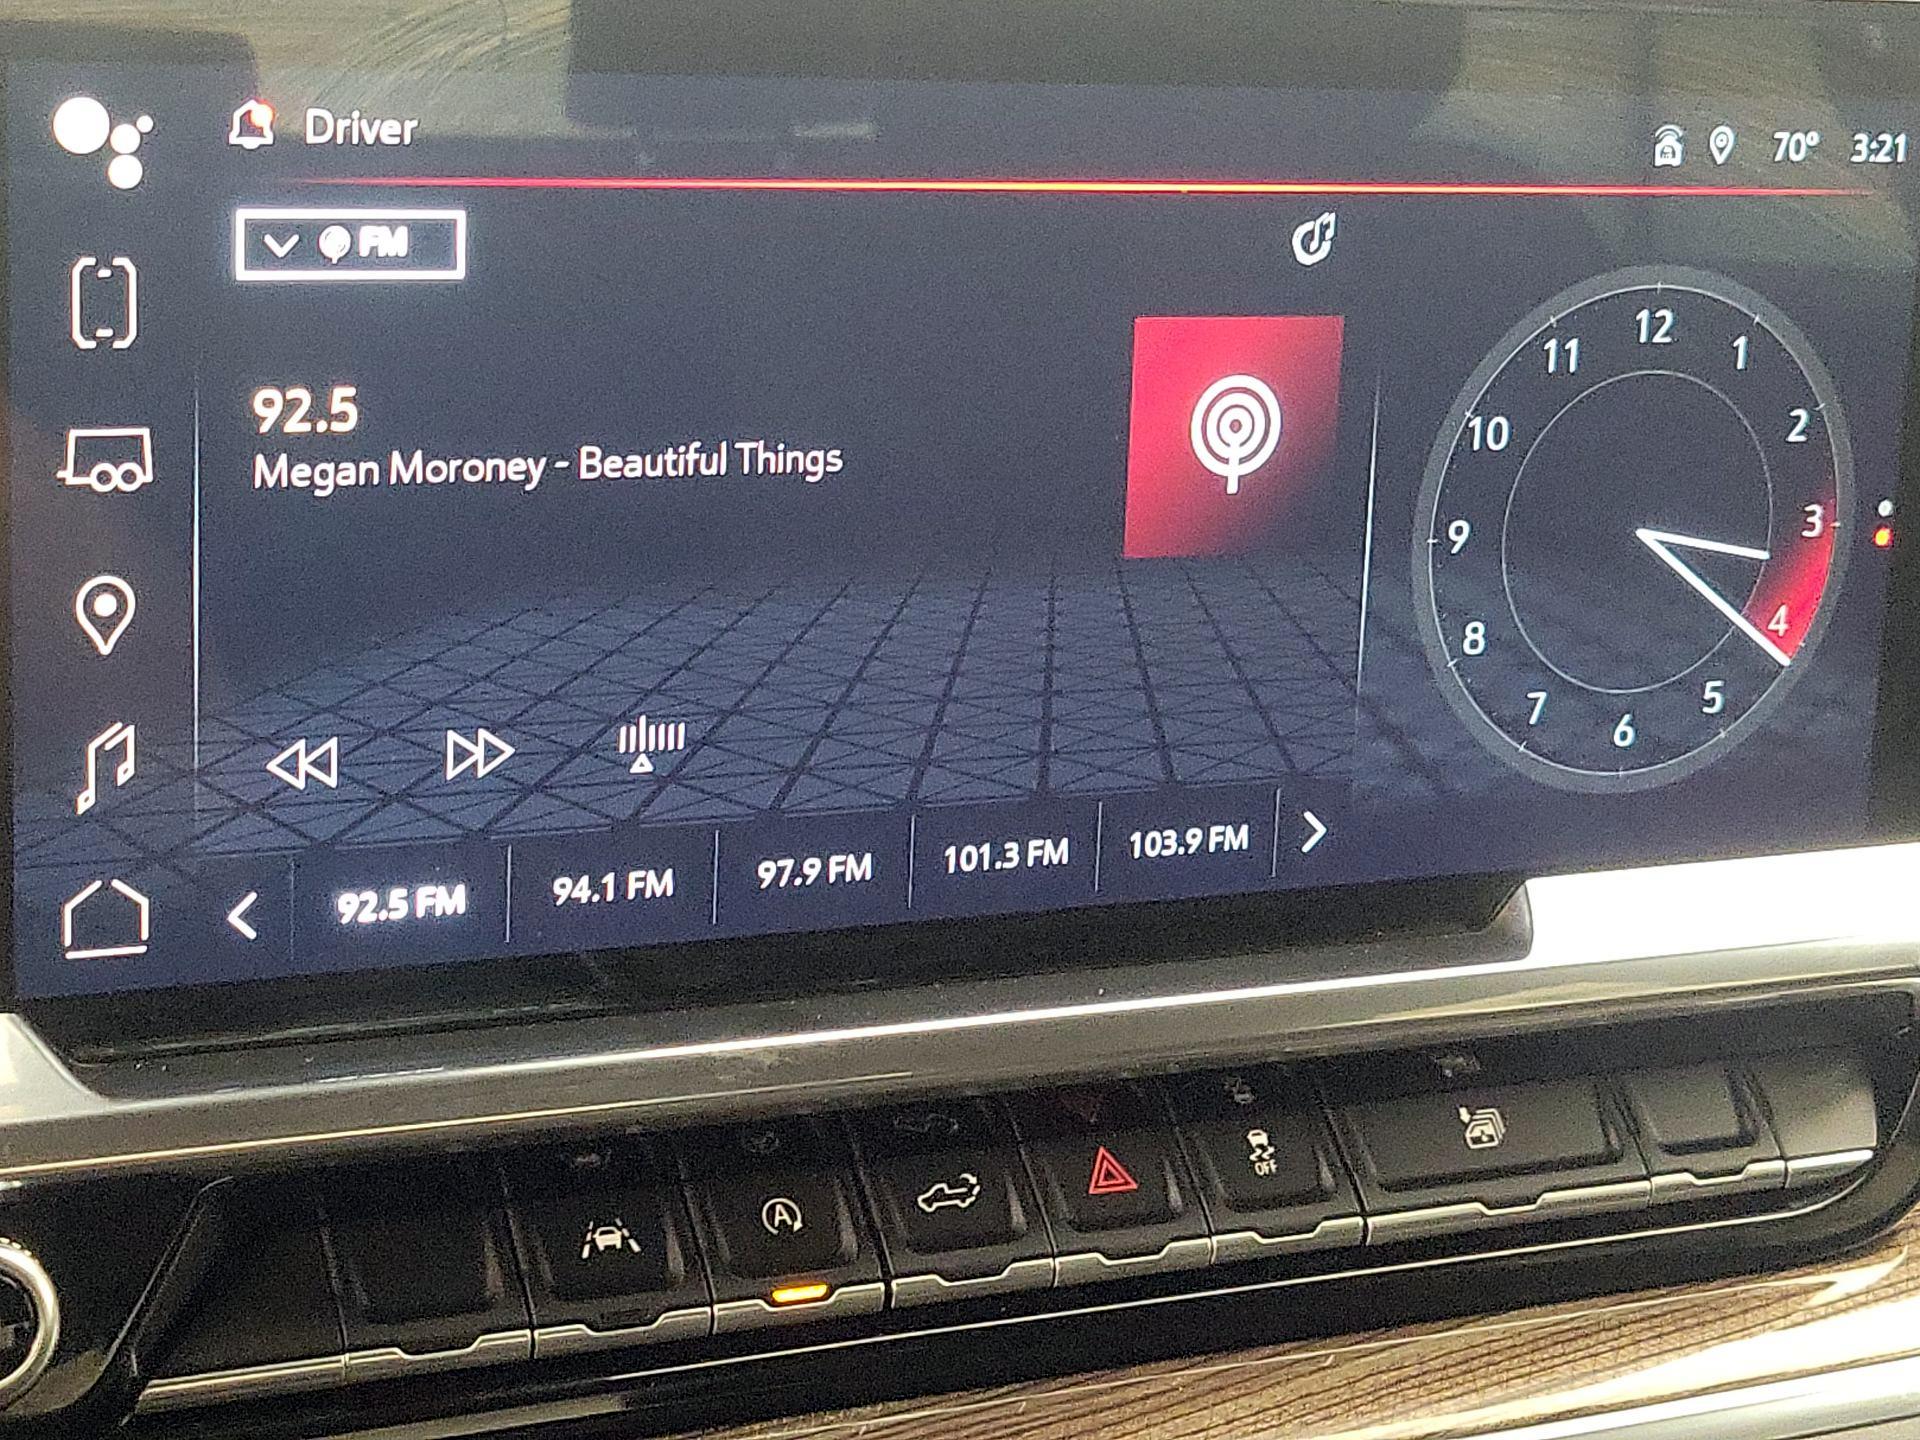 Driver
70° 3:21
FM
92.5
Megan Moroney - Beautiful Things
12
1
2
3
4
5
6
7
8
9
10
11
92.5 FM
94.1 FM
97.9 FM
101.3 FM
103.9 FM
A
OFF